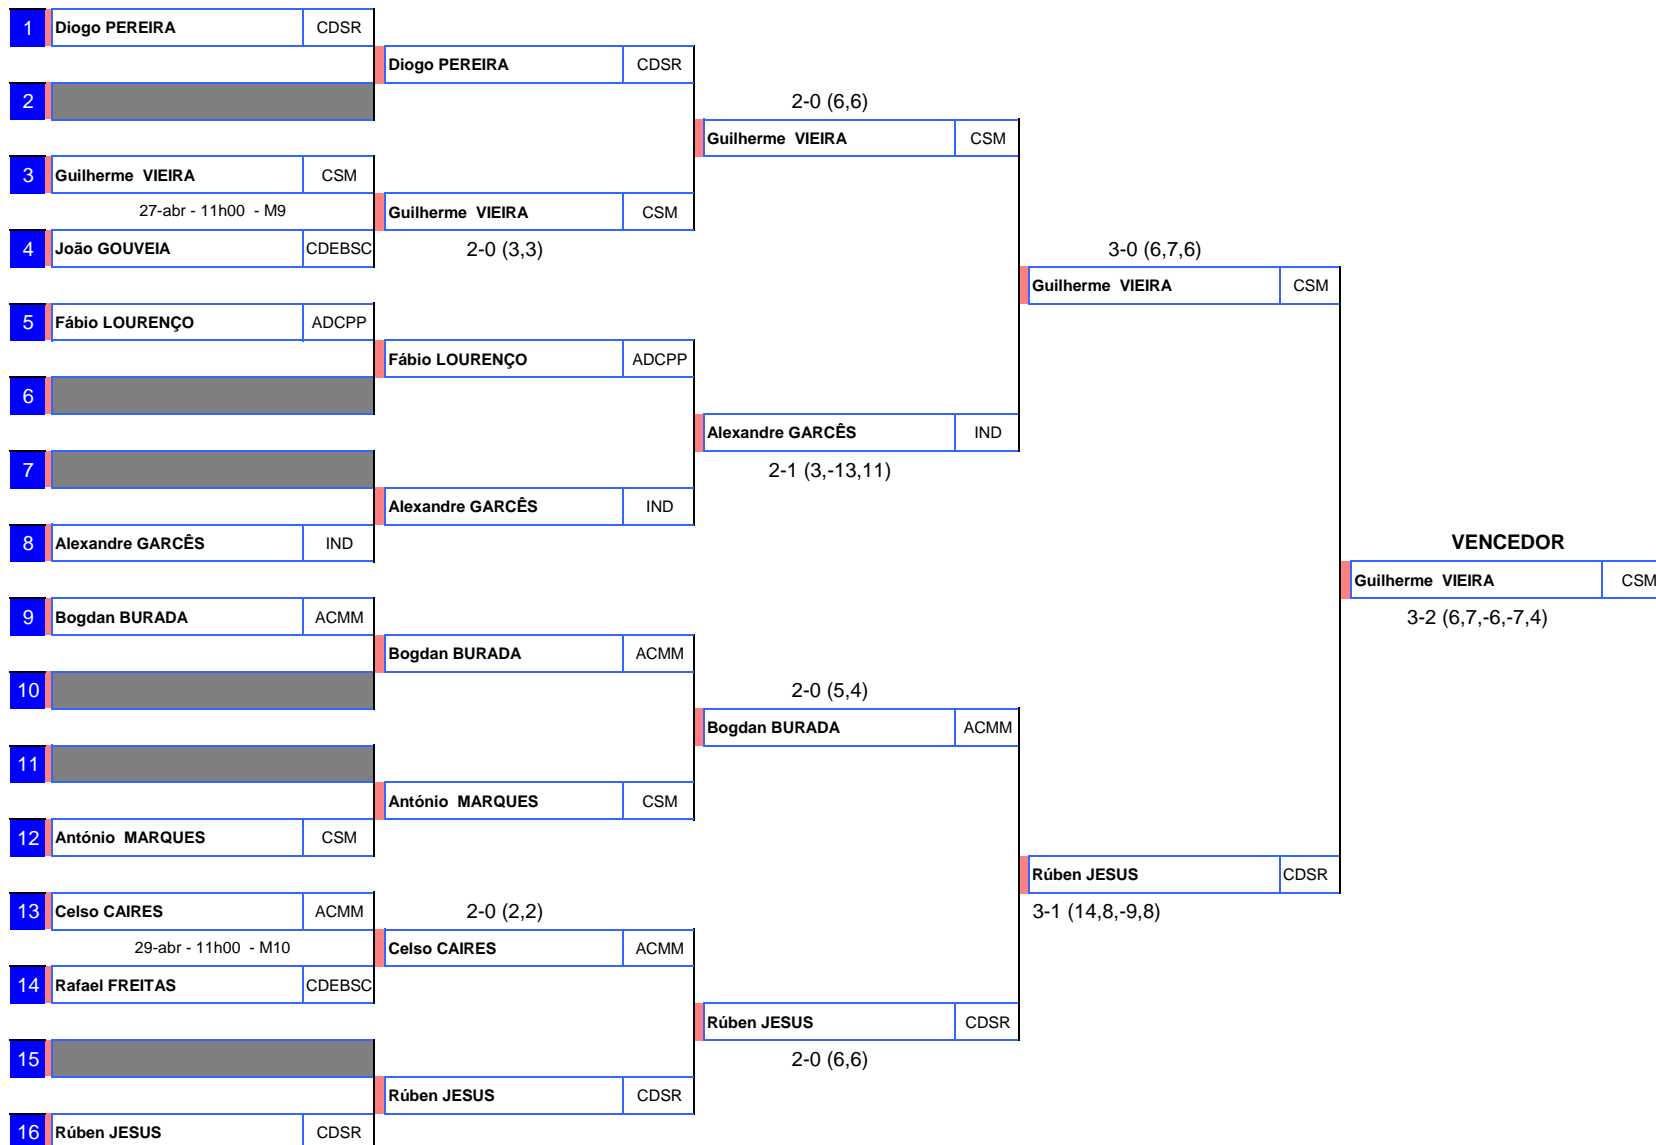 1 Diogo PEREIRA CDSR
Diogo PEREIRA CDSR
2 2-0 (6,6)
Guilherme VIEIRA CSM
3 Guilherme VIEIRA CSM
27-abr - 11h00 - M9 Guilherme VIEIRA CSM
4 João GOUVEIA CDEBSC 2-0 (3,3) 3-0 (6,7,6)
Guilherme VIEIRA CSM
5 Fábio LOURENÇO ADCPP
Fábio LOURENÇO ADCPP
6
Alexandre GARCÊS IND
7 2-1 (3,-13,11)
Alexandre GARCÊS IND
8 Alexandre GARCÊS IND VENCEDOR
Guilherme VIEIRA CSM
9 Bogdan BURADA ACMM 3-2 (6,7,-6,-7,4)
Bogdan BURADA ACMM
10 2-0 (5,4)
Bogdan BURADA ACMM
11
António MARQUES CSM
12 António MARQUES CSM
Rúben JESUS CDSR
13 Celso CAIRES ACMM 2-0 (2,2) 3-1 (14,8,-9,8)
29-abr - 11h00 - M10 Celso CAIRES ACMM
14 Rafael FREITAS CDEBSC
Rúben JESUS CDSR
15 2-0 (6,6)
Rúben JESUS CDSR
16 Rúben JESUS CDSR